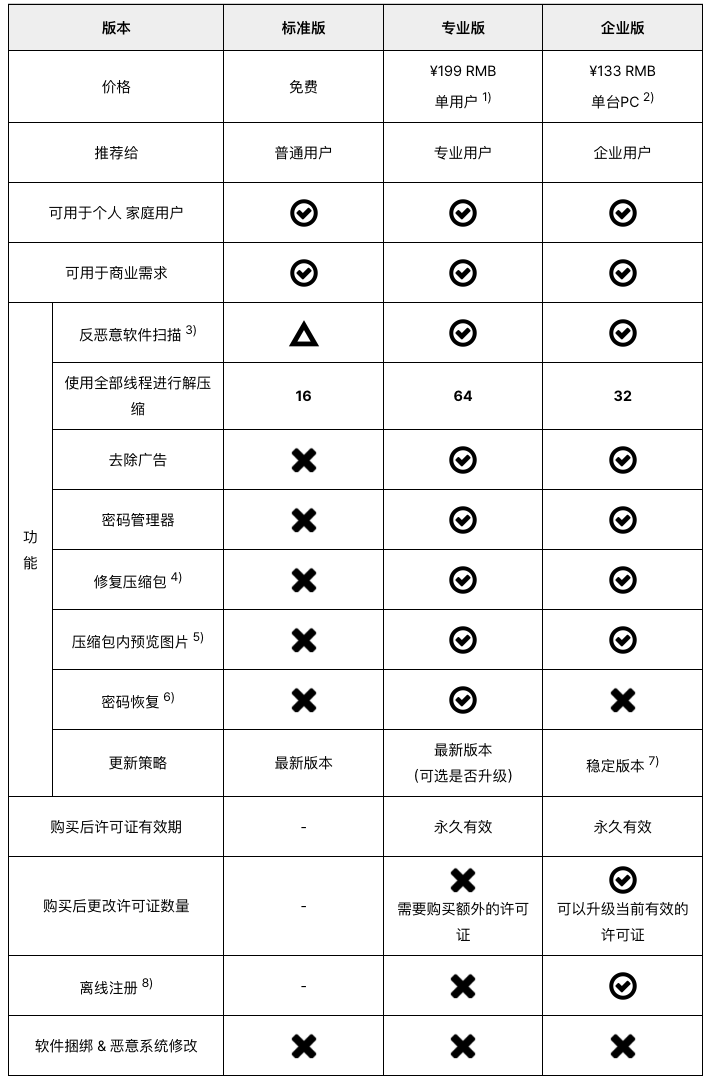 版本 标准版 专业版 企业版
价格 免费 ¥199 RMB ¥133 RMB
单用户 1) 单台PC 2)
推荐给 普通用户 专业用户 企业用户
可用于个人 家庭用户
可用于商业需求
功
能
反恶意软件扫描 3)
使用全部线程进行解压
缩
16 64 32
去除广告
密码管理器
修复压缩包 4)
压缩包内预览图片 5)
密码恢复 6)
更新策略 最新版本 最新版本 稳定版本 7)
(可选是否升级)
购买后许可证有效期 - 永久有效 永久有效
购买后更改许可证数量 - 需要购买额外的许可 可以升级当前有效的
证 许可证
离线注册 8) -
软件捆绑 & 恶意系统修改